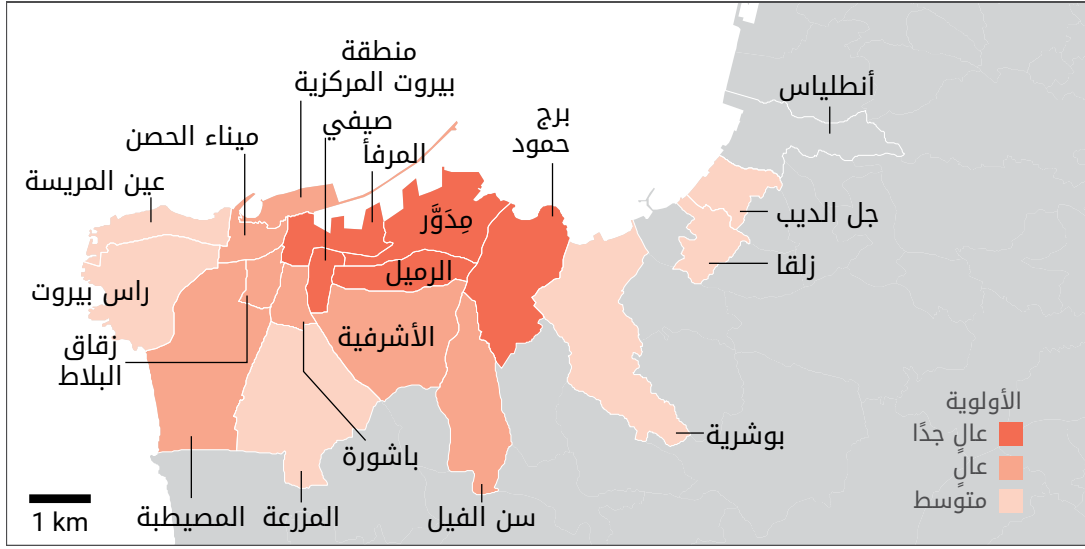 منطقة
بيروت المركزية
صيفي
المرفأ
برج
حمود
أنطلياس
ميناء الحصن
عين المريسة
مِدَوَّر
جل الديب
الرميل
زلقا
راس بيروت
الأشرفية
زقاق
البلاط
بوشرية
باشورة
المصيطبة
المزرعة
سن الفيل
الأولوية
عالٍ جدًا
عالٍ
متوسط
1 km